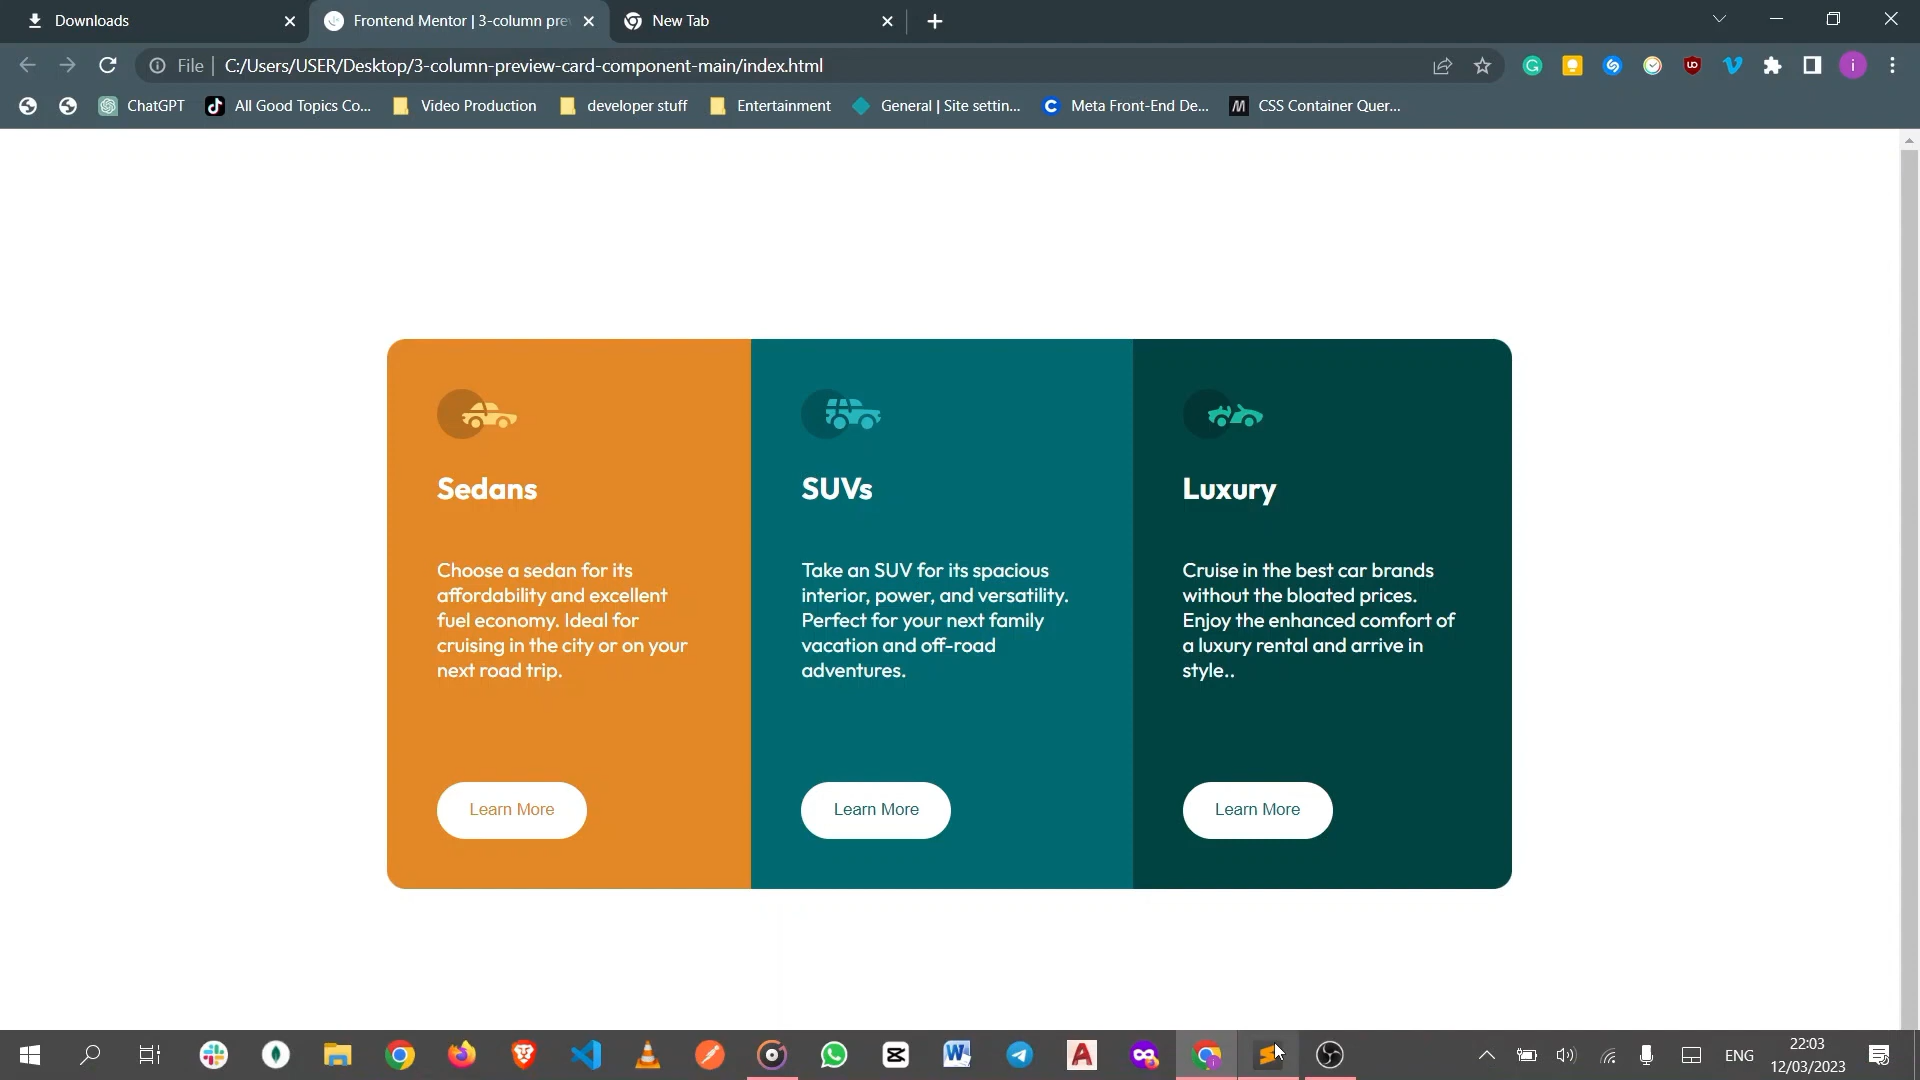 Downloads
Frontend Mentor | 3-column pre
New Tab
File
C:/Users/USER/Desktop/3-column-preview-card-component-main/index.html
ChatGPT
All Good Topics Co...
Video Production
developer stuff
Entertainment
General | Site settin...
Meta Front-End De...
CSS Container Quer...
Sedans
Choose a sedan for its
affordability and excellent
fuel economy. Ideal for
cruising in the city or on your
next road trip.
Learn More
SUVs
Take an SUV for its spacious
interior, power, and versatility.
Perfect for your next family
vacation and off-road
adventures.
Learn More
Luxury
Cruise in the best car brands
without the bloated prices.
Enjoy the enhanced comfort of
a luxury rental and arrive in
style..
Learn More
ENG
22:03
12/03/2023